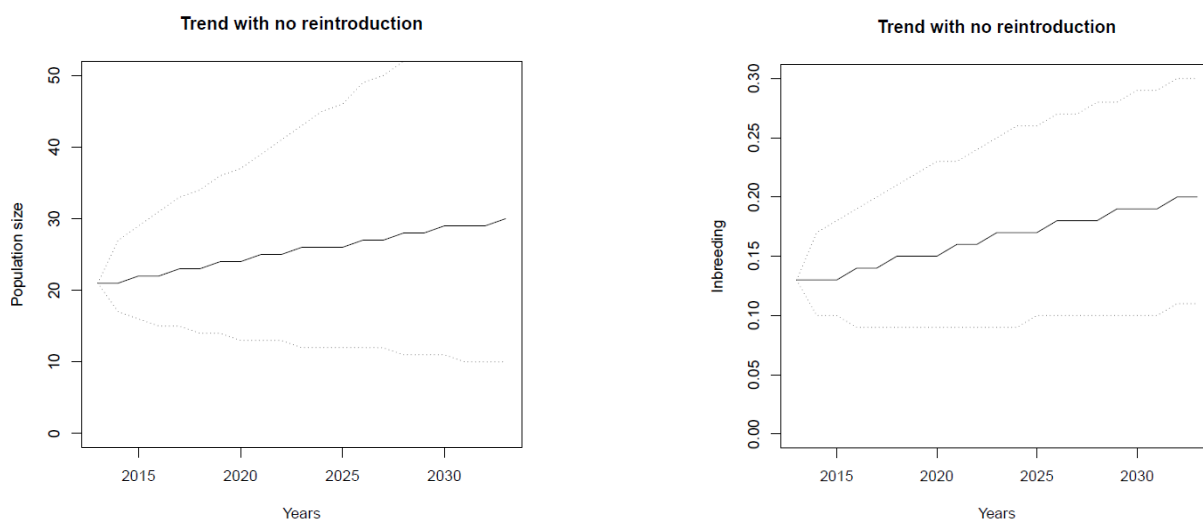 Trend with no reintroduction
Population size
50
40
30
20
10
0
2015 2020 2025 2030
Years
Trend with no reintroduction
Inbreeding
0.30
0.25
0.20
0.15
0.10
0.05
0.00
2015 2020 2025 2030
Years